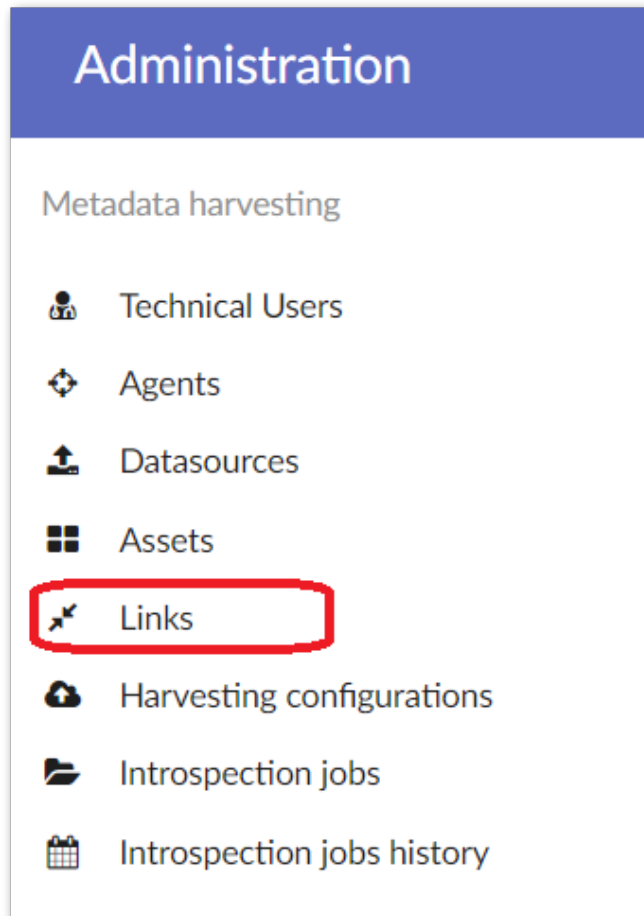 Administration
Metadata harvesting
Technical Users
Agents
Datasources
Assets
Links
Harvesting configurations
Introspection jobs
Introspection jobs history